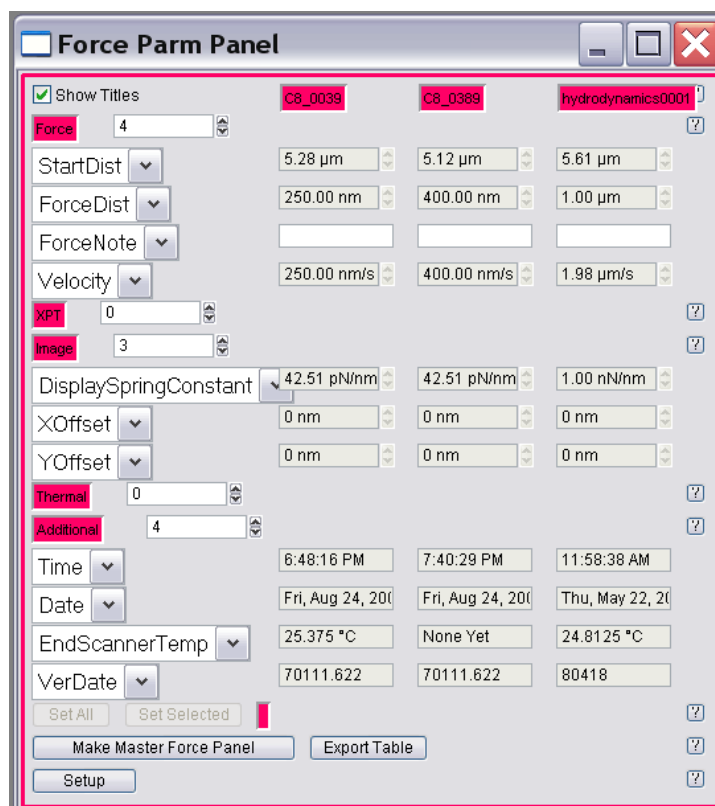 Force Parm Panel
Show Titles C8_0039 C8_0389 hydrodynamics0001
Force 4 ?
StartDist 5.28 µm 5.12 µm 5.61 µm
ForceDist 250.00 nm 400.00 nm 1.00 µm
ForceNote
Velocity 250.00 nm/s 400.00 nm/s 1.98 µm/s
XPT 0 ?
Image 3 ?
DisplaySpringConstant 42.51 pN/nm 42.51 pN/nm 1.00 nN/nm
XOffset 0 nm 0 nm 0 nm
YOffset 0 nm 0 nm 0 nm
Thermal 0 ?
Additional 4 ?
Time 6:48:16 PM 7:40:29 PM 11:58:38 AM
Date Fri, Aug 24, 200 Fri, Aug 24, 200 Thu, May 22, 20
EndScannerTemp 25.375 °C None Yet 24.8125 °C
VerDate 70111.622 70111.622 80418
Set All Set Selected ?
Make Master Force Panel Export Table ?
Setup ?